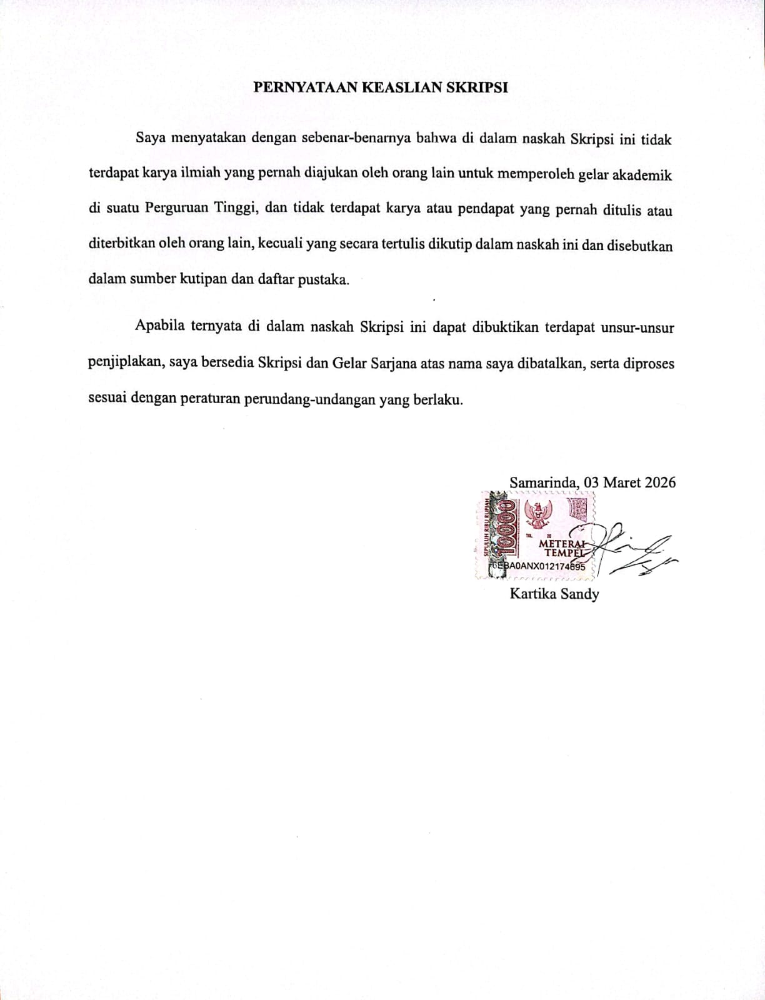 PERNYATAAN KEASLIAN SKRIPSI
Saya menyatakan dengan sebenar-benarnya bahwa di dalam naskah Skripsi ini tidak
terdapat karya ilmiah yang pernah diajukan oleh orang lain untuk memperoleh gelar akademik
di suatu Perguruan Tinggi, dan tidak terdapat karya atau pendapat yang pernah ditulis atau
diterbitkan oleh orang lain, kecuali yang secara tertulis dikutip dalam naskah ini dan disebutkan
dalam sumber kutipan dan daftar pustaka.
Apabila ternyata di dalam naskah Skripsi ini dapat dibuktikan terdapat unsur-unsur
penjiplakan, saya bersedia Skripsi dan Gelar Sarjana atas nama saya dibatalkan, serta diproses
sesuai dengan peraturan perundang-undangan yang berlaku.
Samarinda, 03 Maret 2026
SEPULUH RIBU RUPIAH
10000
TGL. 20
METERAI
TEMPEL
Kartika Sandy